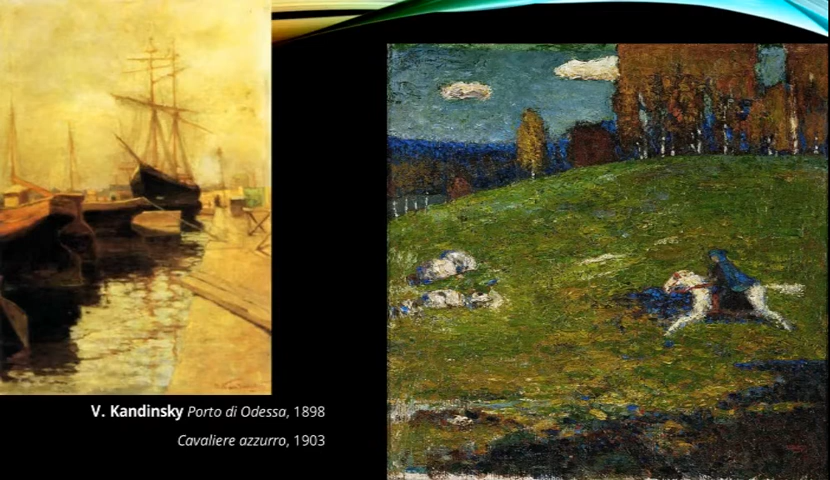 V. Kandinsky Porto di Odessa, 1898
Cavaliere azzurro, 1903